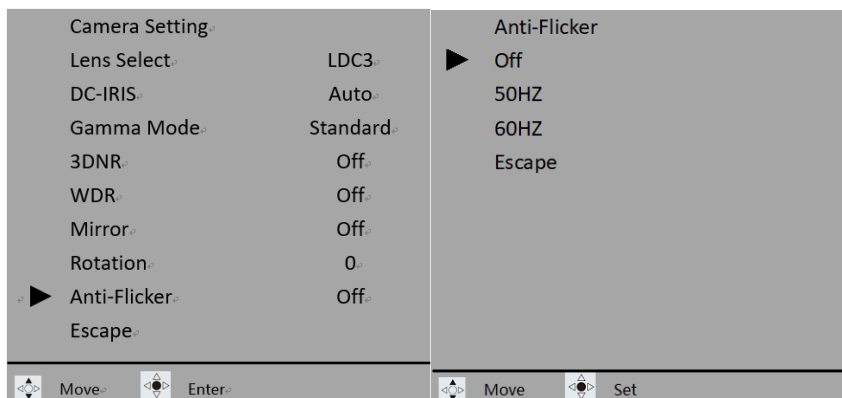 Camera Setting
Lens Select LDC3
DC-IRIS Auto
Gamma Mode Standard
3DNR Off
WDR Off
Mirror Off
Rotation 0
Anti-Flicker Off
Escape
Move Enter
Anti-Flicker
Off
50HZ
60HZ
Escape
Move Set